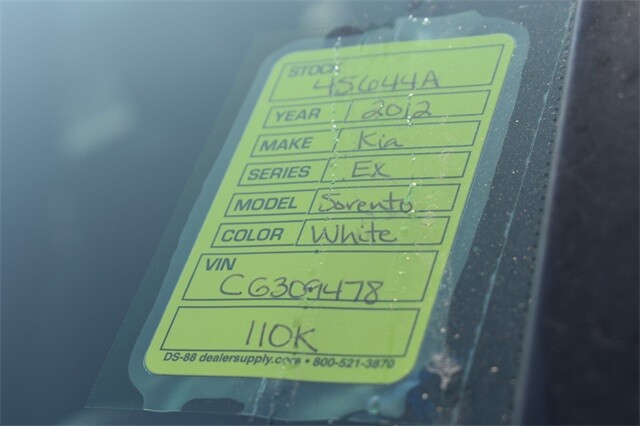 STOCK 45644A
YEAR 2012
MAKE Kia
SERIES EX
MODEL Sorento
COLOR White
VIN
CG309478
110K
DS-88 dealersupply.com • 800-521-3870